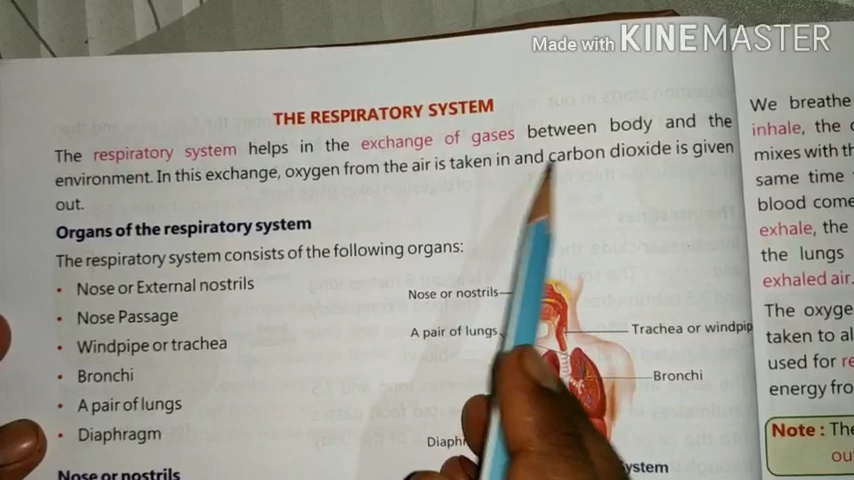 Made with KINEMASTER
THE RESPIRATORY SYSTEM
The respiratory system helps in the exchange of gases between body and the
environment. In this exchange, oxygen from the air is taken in and carbon dioxide is given
out.
Organs of the respiratory system
The respiratory system consists of the following organs:
• Nose or External nostrils
• Nose Passage
• Windpipe or trachea
• Bronchi
• A pair of lungs
• Diaphragm
Nose or nostrils
Nose or nostrils
A pair of lungs
Trachea or windpip
Bronchi
We breathe
inhale, the
mixes with th
same time
blood come
exhale, the
the lungs
exhaled air.
The oxyge
taken to al
used for re
energy fro
Note : The
ou